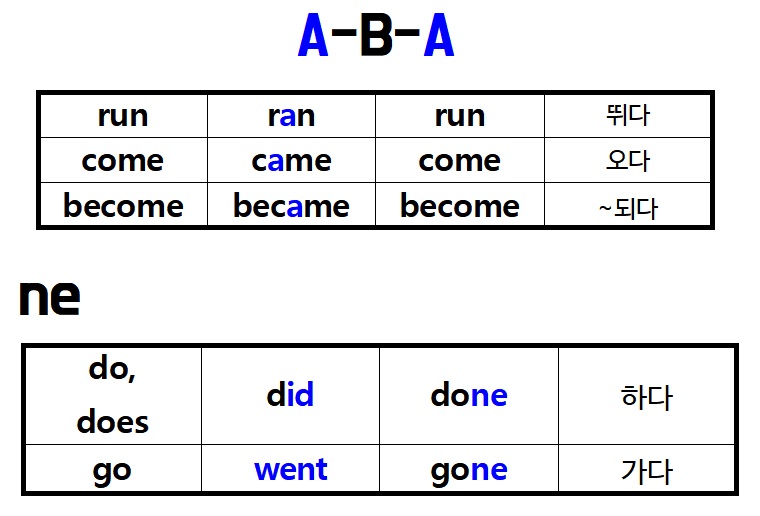 A-B-A
run ran run 뛰다
come came come 오다
become became become ~되다
ne
do,
does did done 하다
go went gone 가다